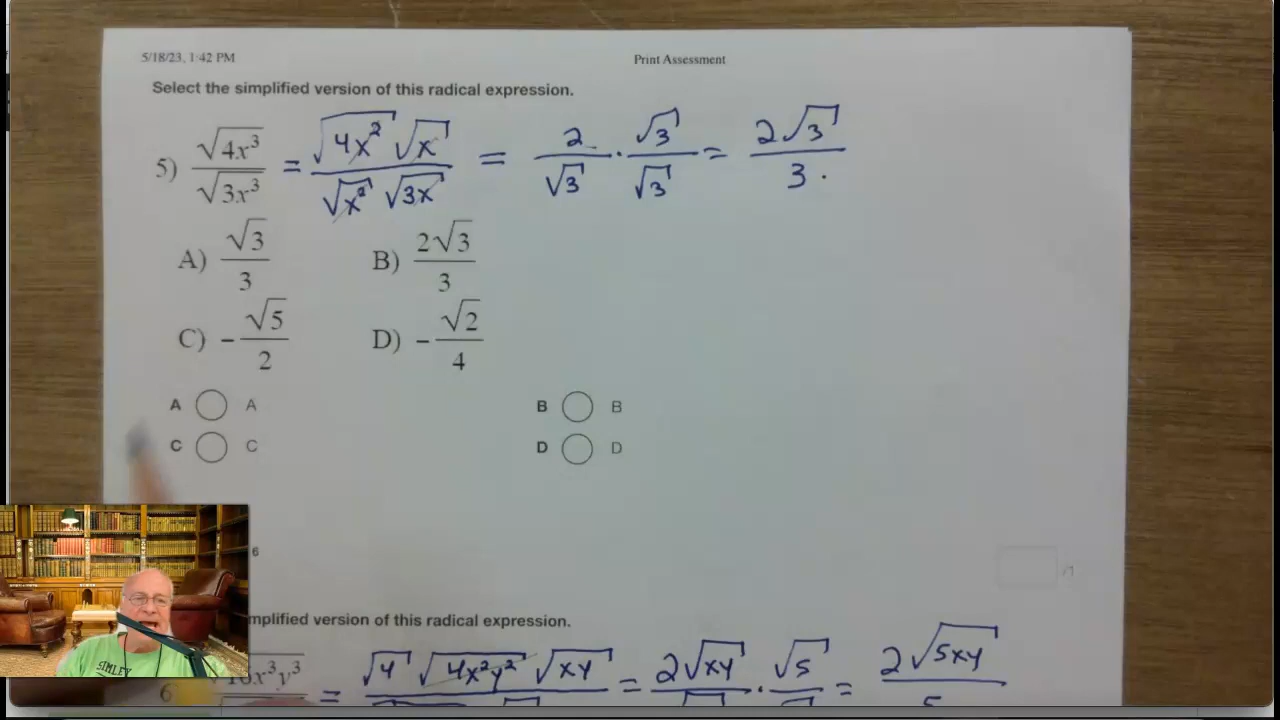 5/18/23, 1:42 PM Print Assessment
Select the simplified version of this radical expression.
5) √4x³ / √3x³ = √4x² √x / √x² √3x = 2/√3 · √3/√3 = 2√3 / 3 .
A) √3 / 3 B) 2√3 / 3
C) - √5 / 2 D) - √2 / 4
A A B B
C C D D
6
mplified version of this radical expression.
6 x³y³ = √4 √4x²y² √xy = 2√xy · √5 = 2√5xy
SIMLEY